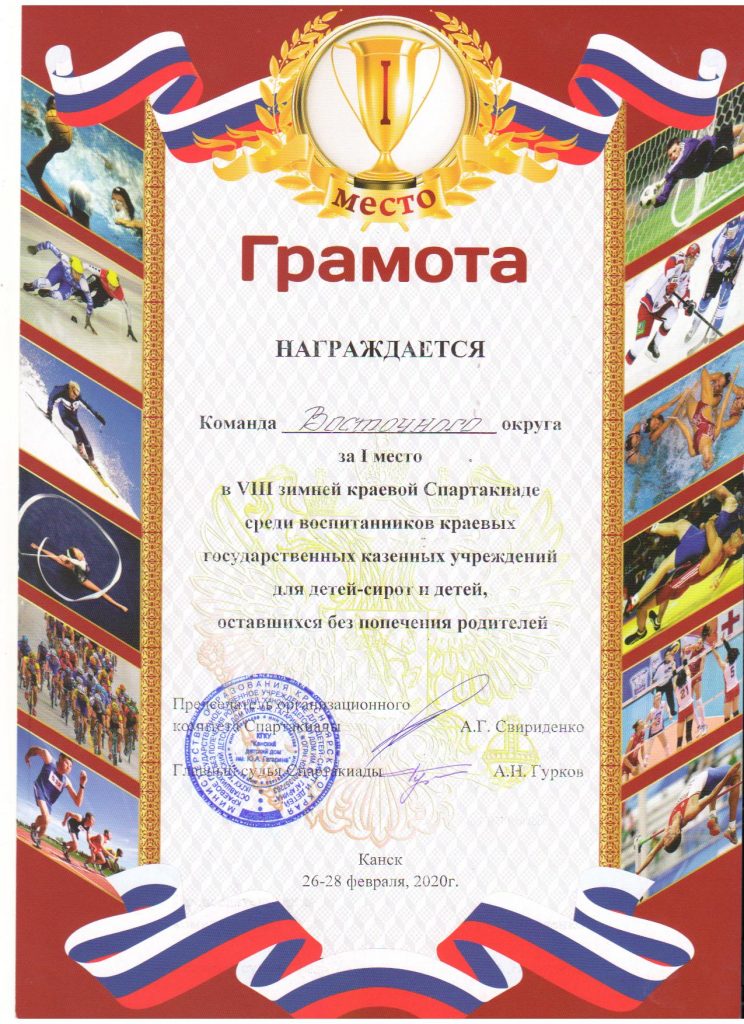 I
место
Грамота
НАГРАЖДАЕТСЯ
Команда Восточного округа
за I место
в VIII зимней краевой Спартакиаде
среди воспитанников краевых
государственных казенных учреждений
для детей-сирот и детей,
оставшихся без попечения родителей
Председатель организационного
комитета Спартакиады А.Г. Свириденко
Главный судья Спартакиады А.Н. Гурков
КГКУ
"Канский
детский дом
им. Ю.А. Гагарина"
Канск
26-28 февраля, 2020г.